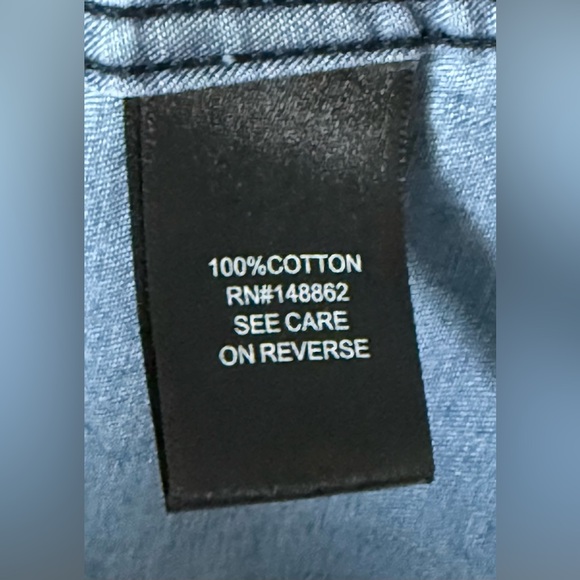 100%COTTON
RN#148862
SEE CARE
ON REVERSE